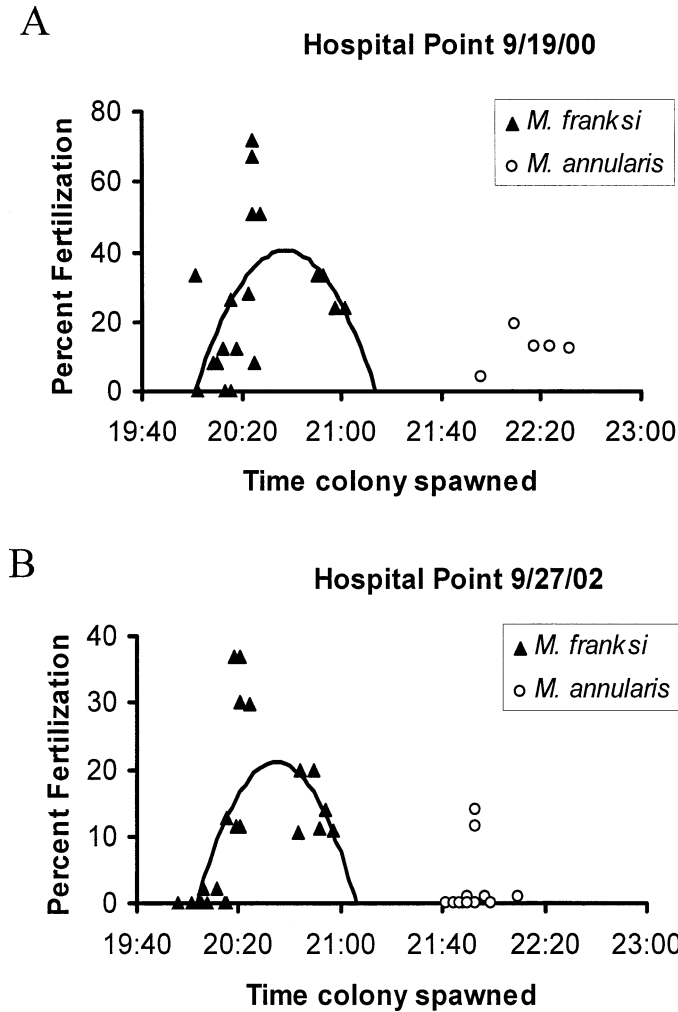 A
Hospital Point 9/19/00
80
60
40
20
0
Percent Fertilization
M. franksi
M. annularis
19:40 20:20 21:00 21:40 22:20 23:00
Time colony spawned
B
Hospital Point 9/27/02
40
30
20
10
0
Percent Fertilization
M. franksi
M. annularis
19:40 20:20 21:00 21:40 22:20 23:00
Time colony spawned